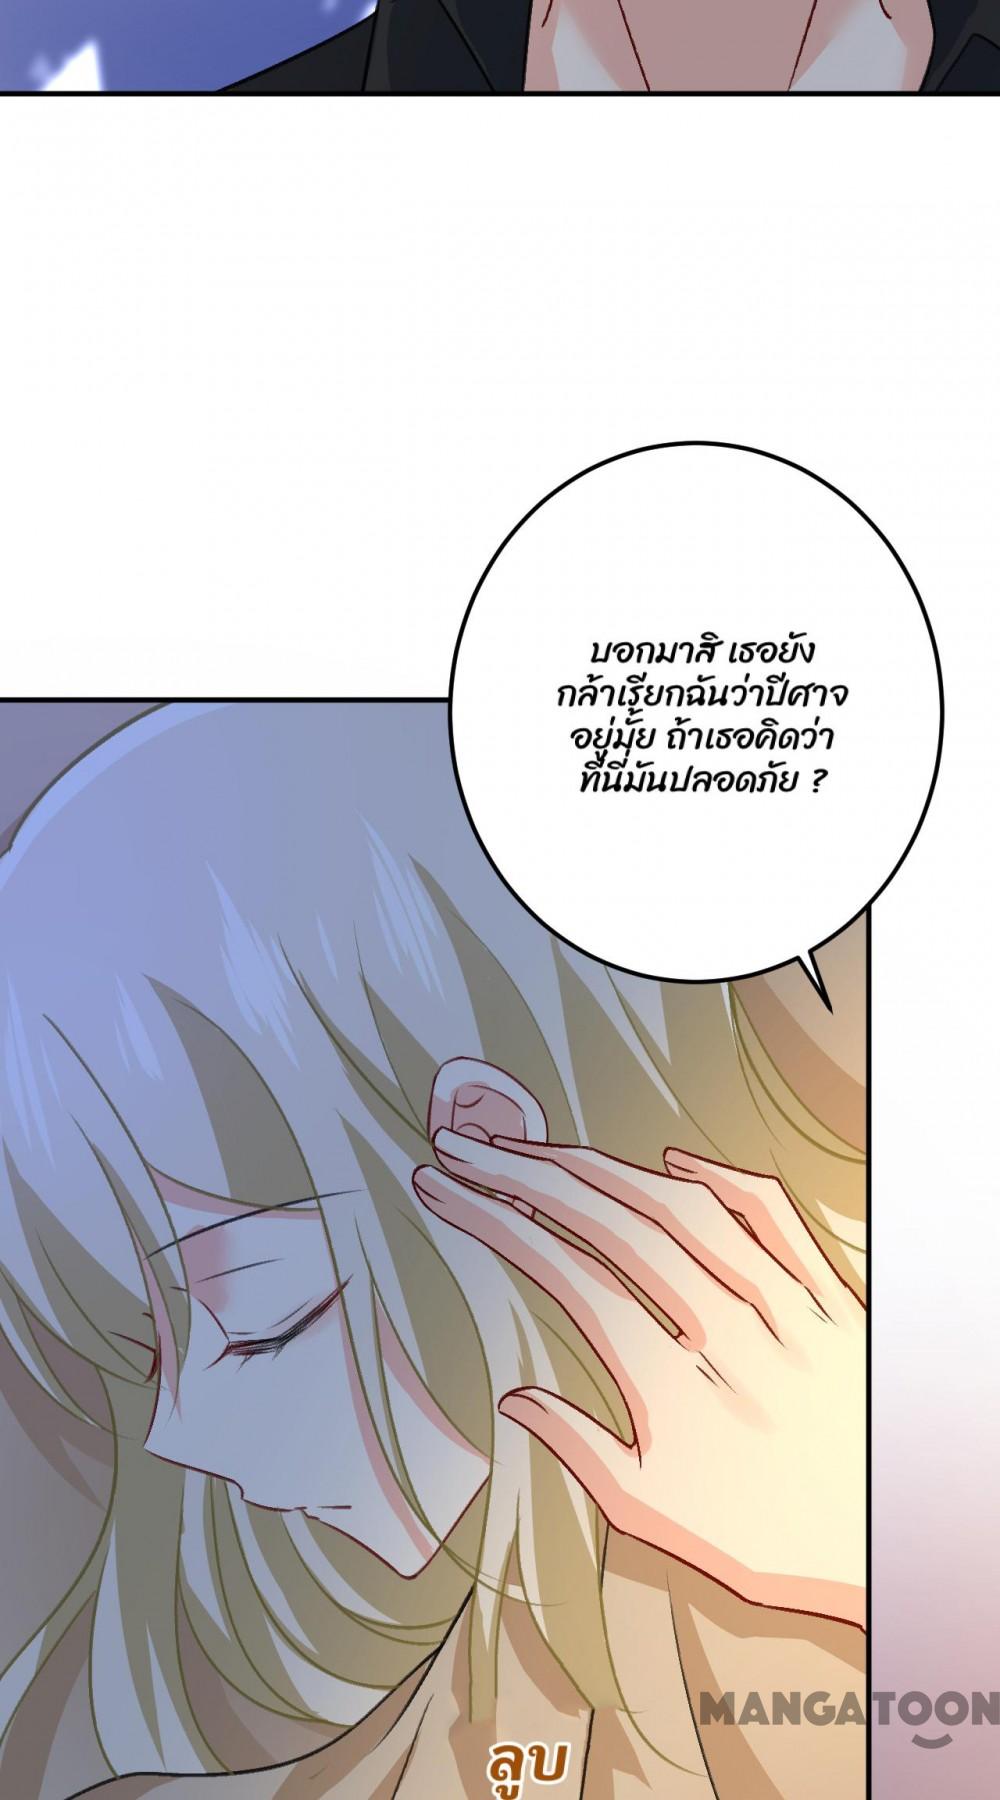 บอกมาสิ เธอยัง
กล้าเรียกฉันว่าปีศาจ
อยู่มั้ย ถ้าเธอคิดว่า
ที่นี่มันปลอดภัย ?
MANGATOON
ลูบ